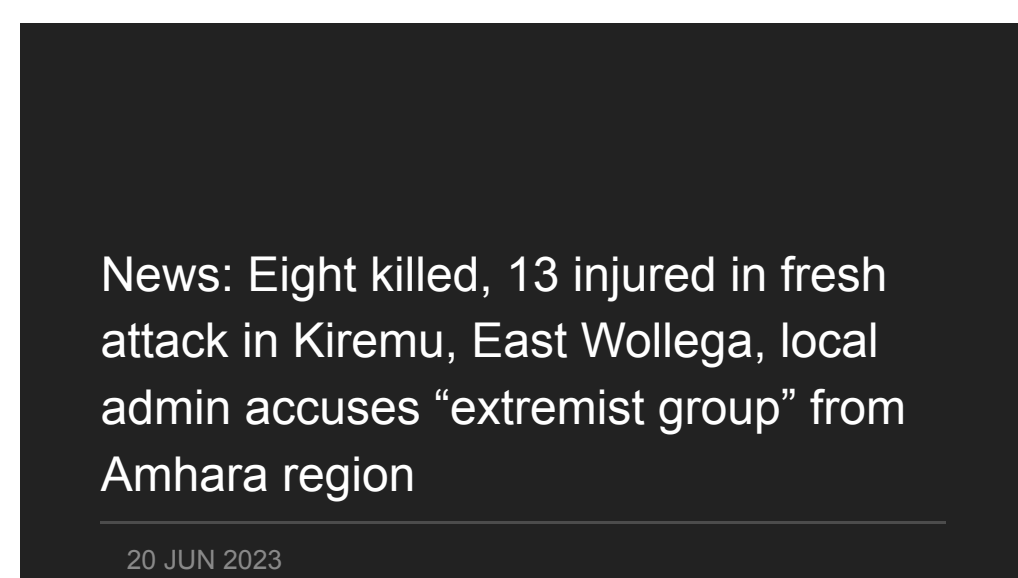 News: Eight killed, 13 injured in fresh
attack in Kiremu, East Wollega, local
admin accuses “extremist group” from
Amhara region
20 JUN 2023